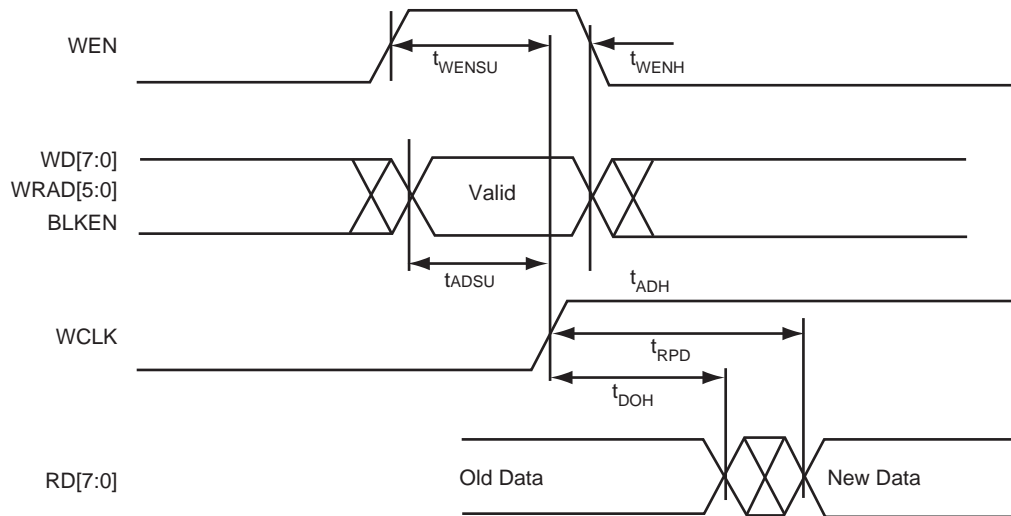 WEN
tWENSU
tWENH
WD[7:0]
WRAD[5:0]
BLKEN
Valid
tADSU
tADH
WCLK
tRPD
tDOH
RD[7:0]
Old Data
New Data